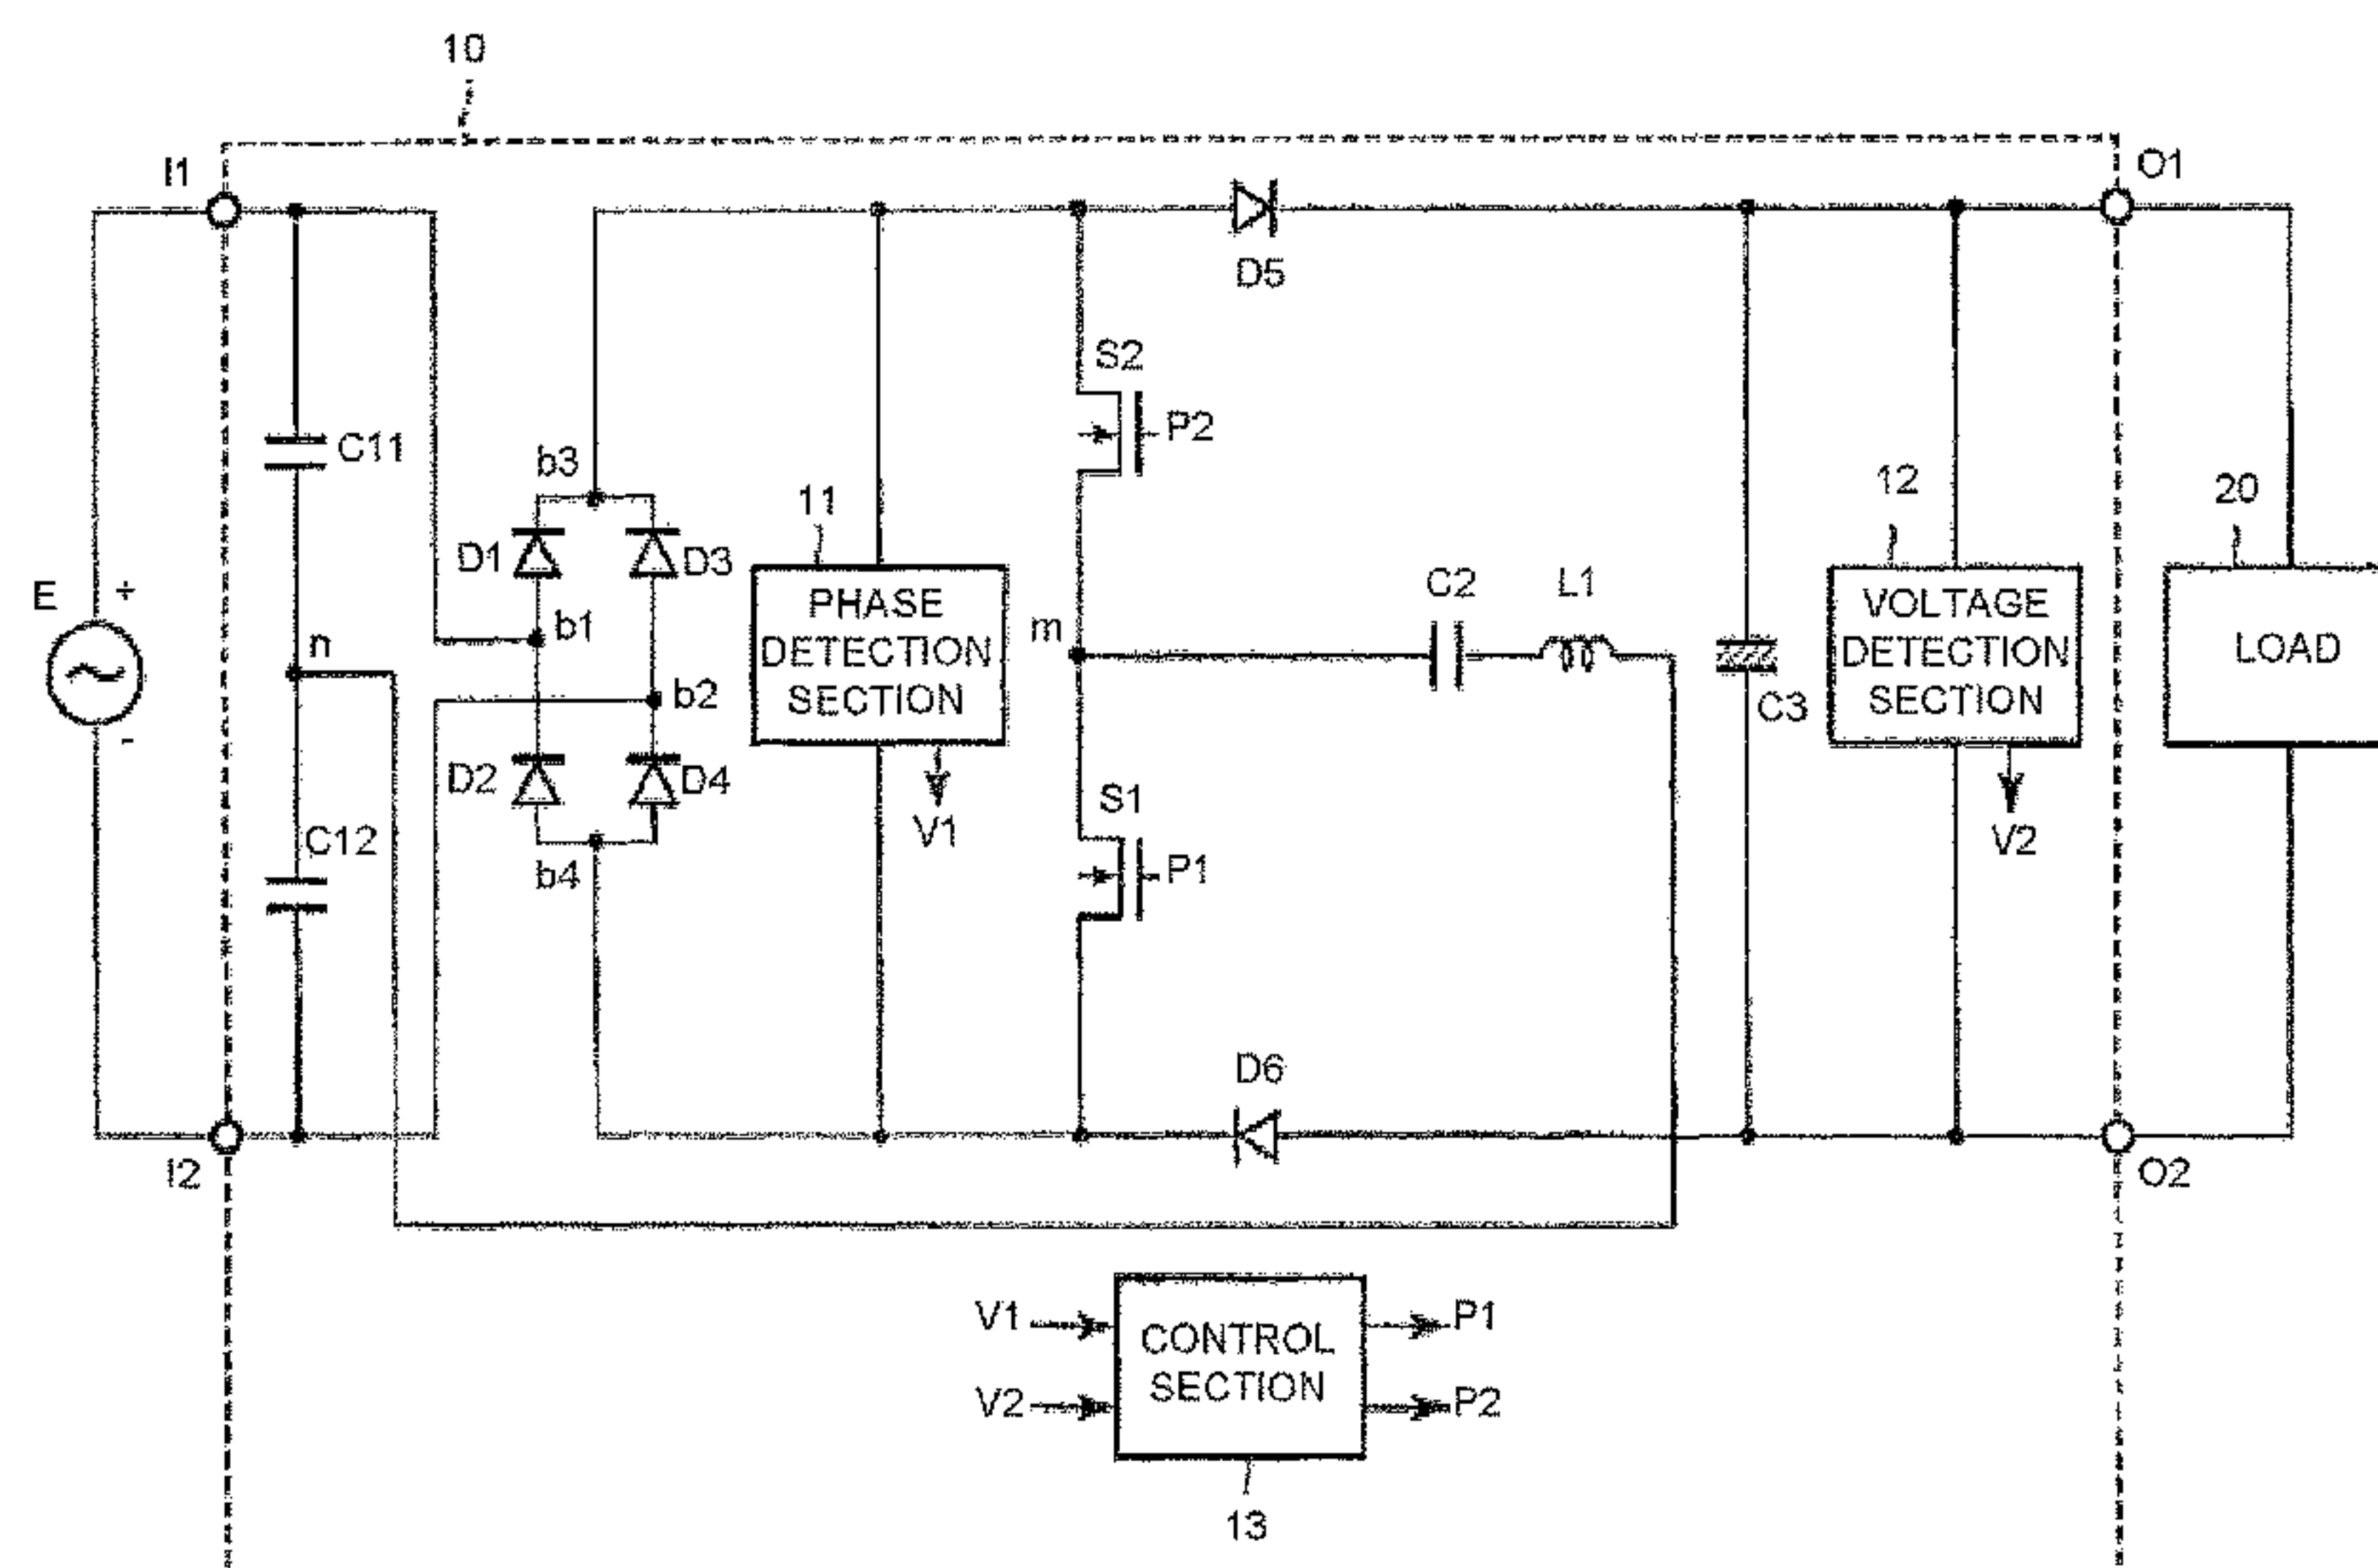 10
I1
O1
D5
S2
P2
C11
b3
11
12
20
D1
D3
PHASE
DETECTION
SECTION
C2
L1
VOLTAGE
DETECTION
SECTION
LOAD
E
+
n
b1
m
b2
C3
-
D2
D4
S1
V1
V2
C12
b4
P1
D6
I2
O2
V1
CONTROL
SECTION
P1
V2
P2
13